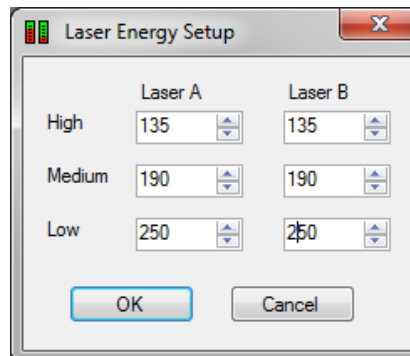 Laser Energy Setup
Laser A Laser B
High 135 135
Medium 190 190
Low 250 250
OK Cancel